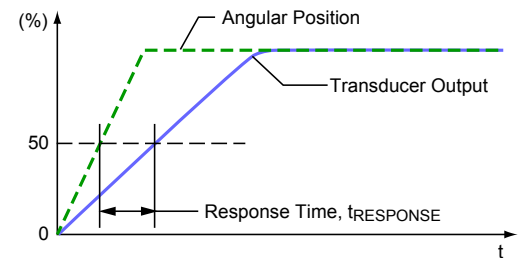 (%)
Angular Position
Transducer Output
50
Response Time, tRESPONSE
0
t